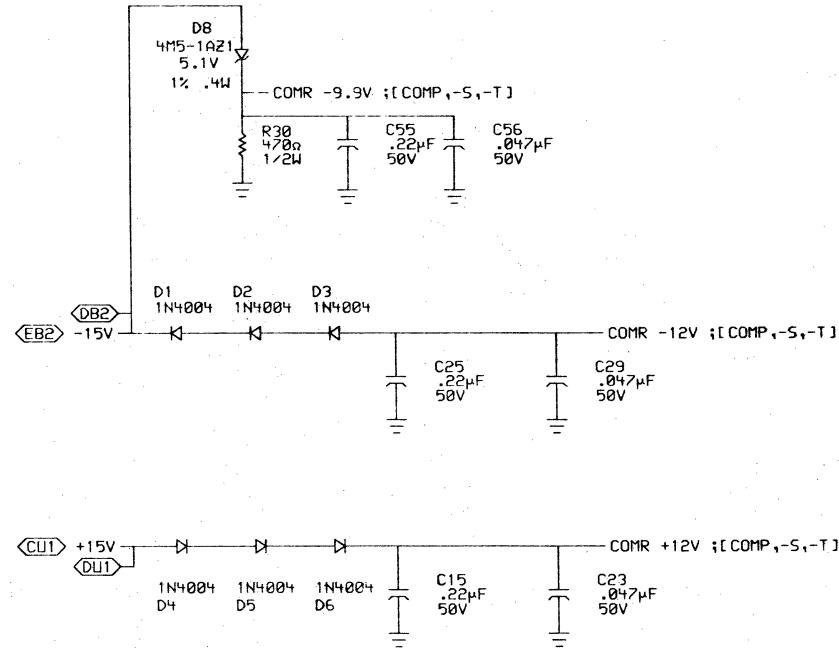 D8
4M5-1AZ1
5.1V
1% .4W
COMR -9.9V ;[COMP,-S,-T]
R30
470Ω
1/2W
C55
.22µF
50V
C56
.047µF
50V
D1
1N4004
D2
1N4004
D3
1N4004
DB2
EB2
-15V
COMR -12V ;[COMP,-S,-T]
C25
.22µF
50V
C29
.047µF
50V
CU1
+15V
COMR +12V ;[COMP,-S,-T]
DU1
1N4004
D4
1N4004
D5
1N4004
D6
C15
.22µF
50V
C23
.047µF
50V